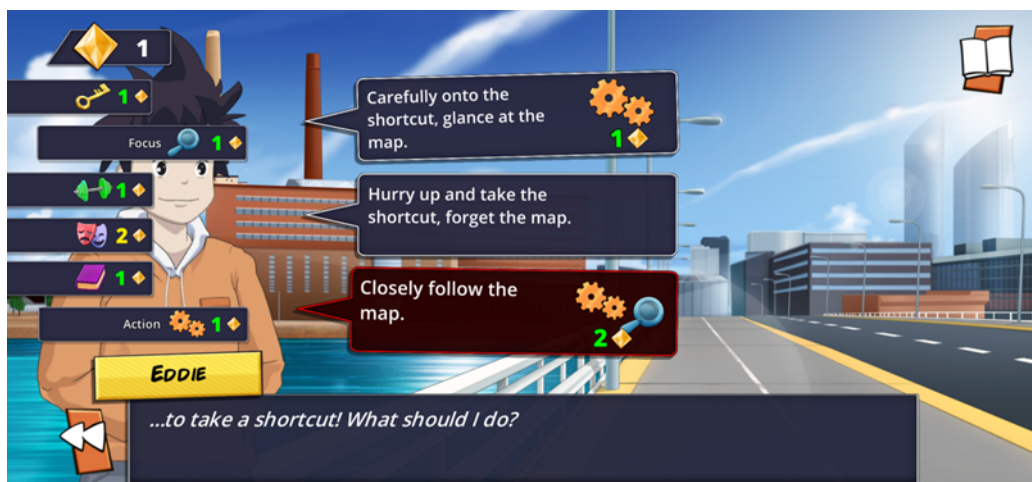 1
1
Focus 1
1
2
1
Action 1
Carefully onto the
shortcut, glance at the
map.
1
Hurry up and take the
shortcut, forget the map.
Closely follow the
map.
2
EDDIE
...to take a shortcut! What should I do?